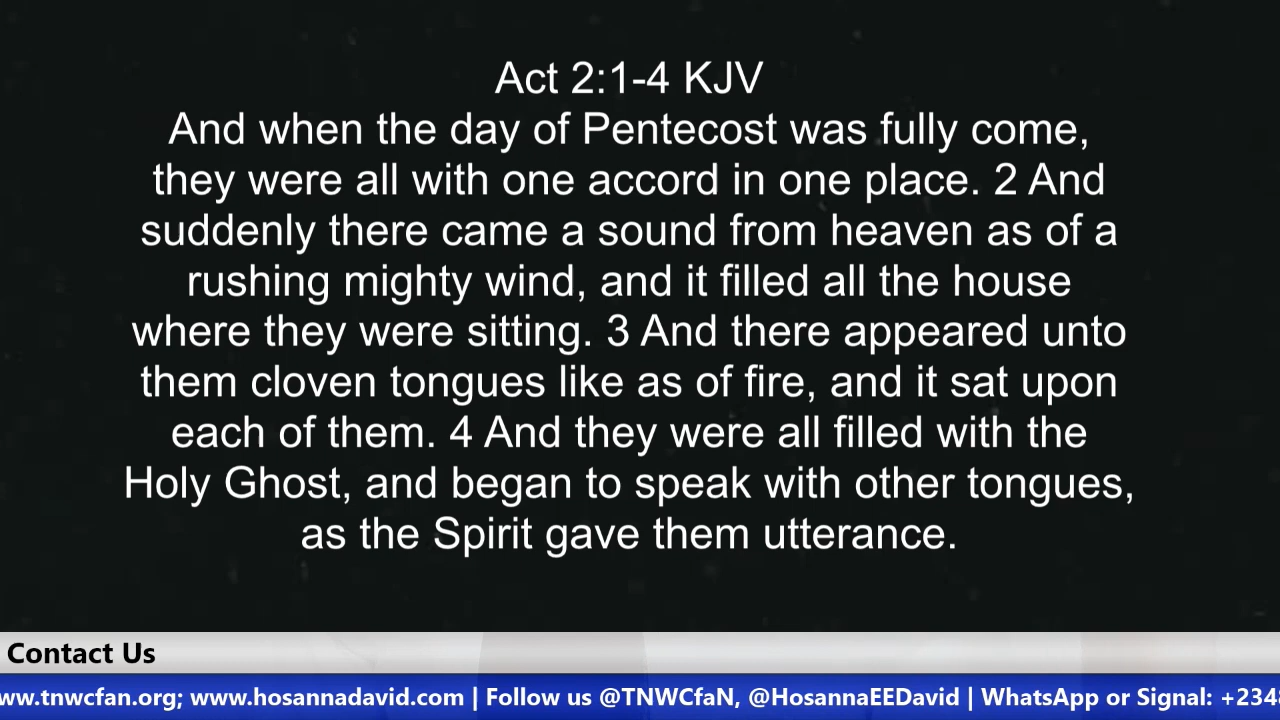 Act 2:1-4 KJV
And when the day of Pentecost was fully come,
they were all with one accord in one place. 2 And
suddenly there came a sound from heaven as of a
rushing mighty wind, and it filled all the house
where they were sitting. 3 And there appeared unto
them cloven tongues like as of fire, and it sat upon
each of them. 4 And they were all filled with the
Holy Ghost, and began to speak with other tongues,
as the Spirit gave them utterance.
Contact Us
ww.tnwcfan.org; www.hosannadavid.com | Follow us @TNWCfaN, @HosannaEEDavid | WhatsApp or Signal: +234